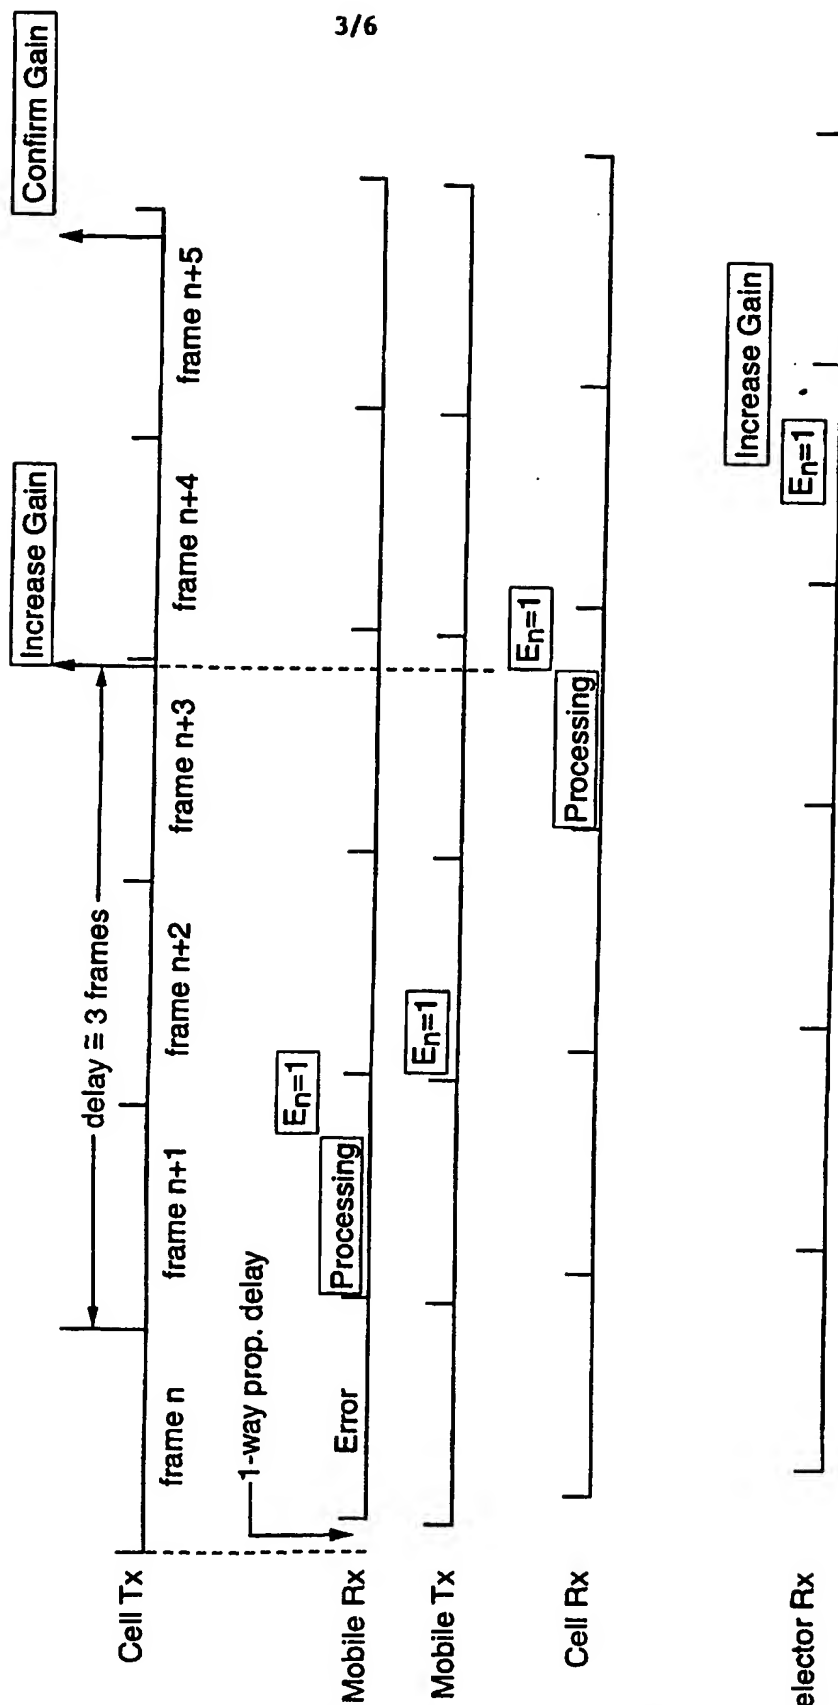 3/6
Increase Gain
Confirm Gain
delay ≅ 3 frames
Cell Tx
frame n
frame n+1
frame n+2
frame n+3
frame n+4
frame n+5
1-way prop. delay
En=1
Mobile Rx
Error
Processing
Mobile Tx
En=1
En=1
Cell Rx
Processing
Increase Gain
En=1
elector Rx